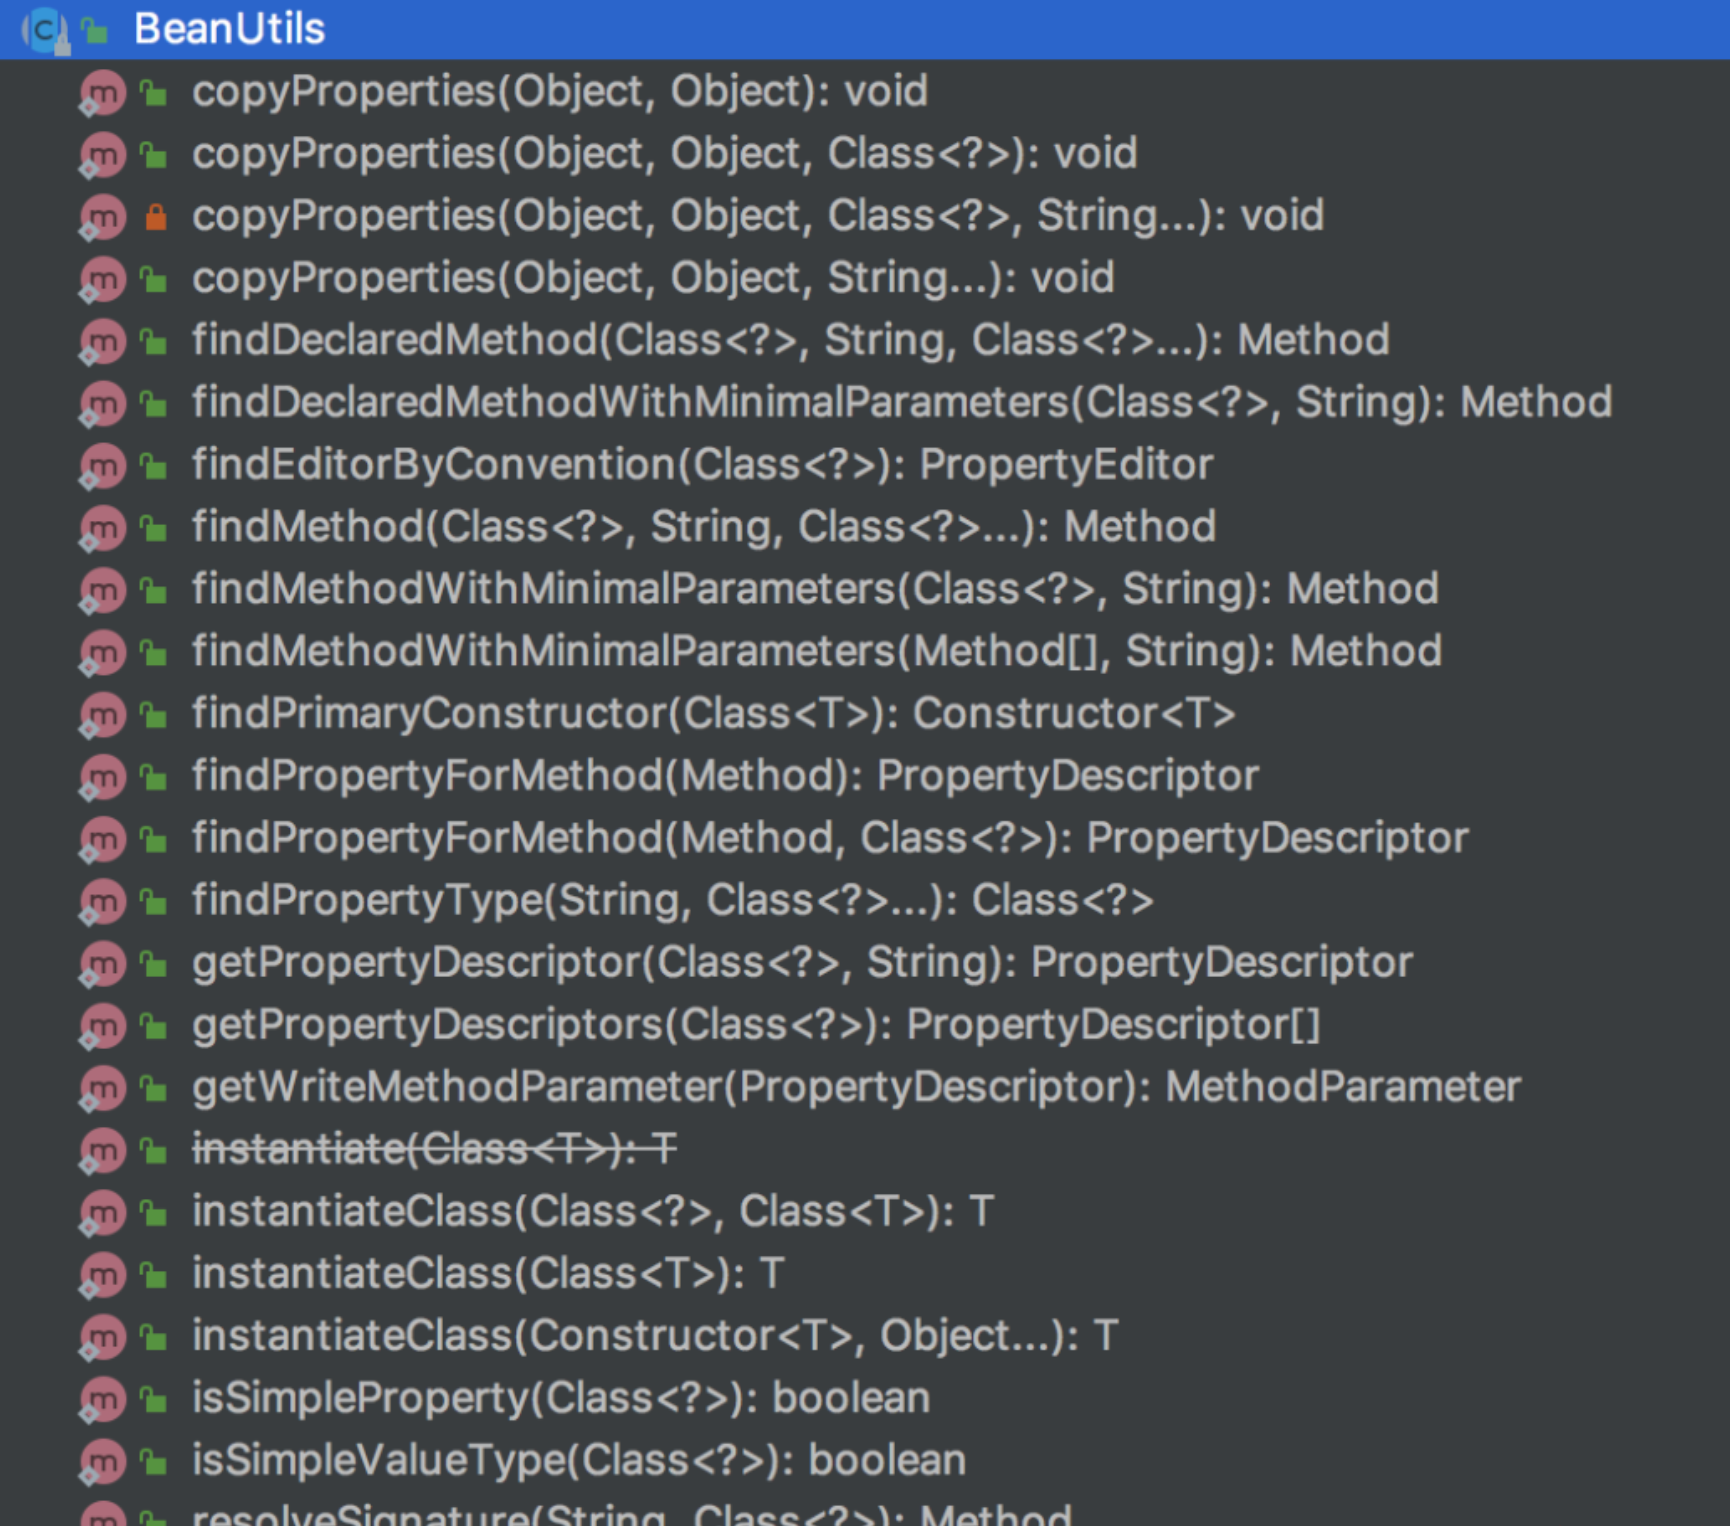 BeanUtils
copyProperties(Object, Object): void
copyProperties(Object, Object, Class<?>): void
copyProperties(Object, Object, Class<?>, String...): void
copyProperties(Object, Object, String...): void
findDeclaredMethod(Class<?>, String, Class<?>...): Method
findDeclaredMethodWithMinimalParameters(Class<?>, String): Method
findEditorByConvention(Class<?>): PropertyEditor
findMethod(Class<?>, String, Class<?>...): Method
findMethodWithMinimalParameters(Class<?>, String): Method
findMethodWithMinimalParameters(Method[], String): Method
findPrimaryConstructor(Class<T>): Constructor<T>
findPropertyForMethod(Method): PropertyDescriptor
findPropertyForMethod(Method, Class<?>): PropertyDescriptor
findPropertyType(String, Class<?>...): Class<?>
getPropertyDescriptor(Class<?>, String): PropertyDescriptor
getPropertyDescriptors(Class<?>): PropertyDescriptor[]
getWriteMethodParameter(PropertyDescriptor): MethodParameter
instantiate(Class<T>): T
instantiateClass(Class<?>, Class<T>): T
instantiateClass(Class<T>): T
instantiateClass(Constructor<T>, Object...): T
isSimpleProperty(Class<?>): boolean
isSimpleValueType(Class<?>): boolean
resolveSignature(String, Class<?>): Method